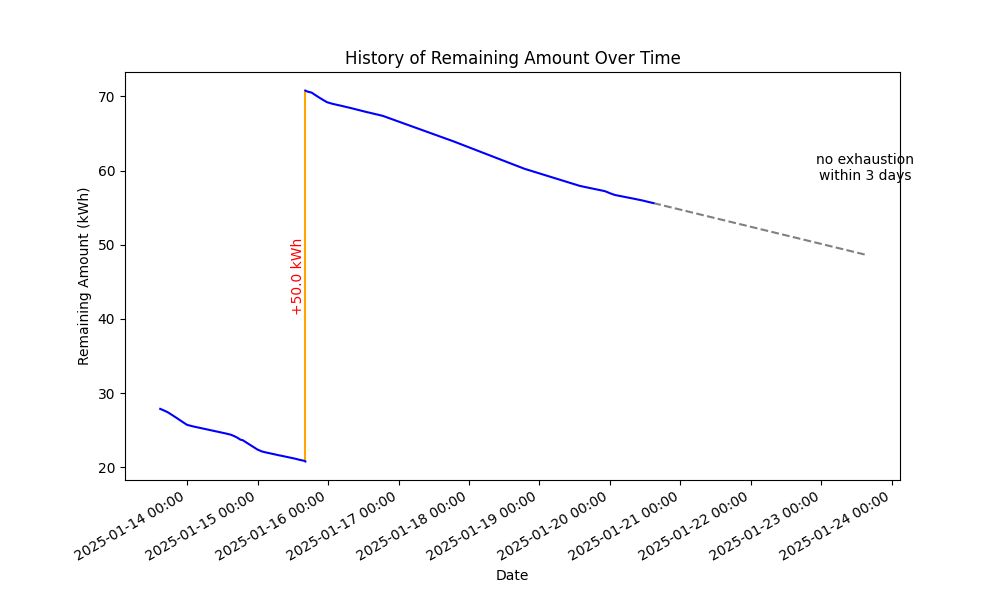 History of Remaining Amount Over Time
Remaining Amount (kWh)
70
60
50
40
30
20
+50.0 kWh
no exhaustion
within 3 days
2025-01-14 00:00
2025-01-15 00:00
2025-01-16 00:00
2025-01-17 00:00
2025-01-18 00:00
2025-01-19 00:00
2025-01-20 00:00
2025-01-21 00:00
2025-01-22 00:00
2025-01-23 00:00
2025-01-24 00:00
Date